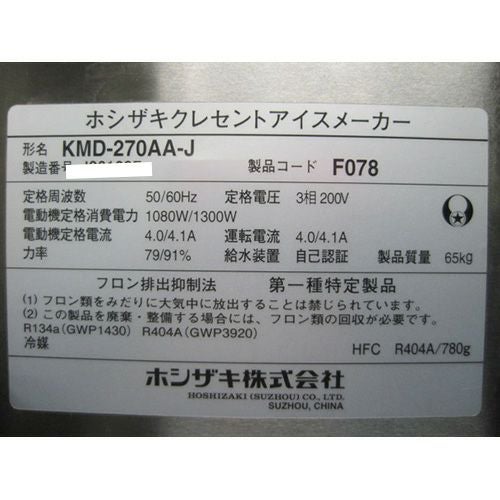 ホシザキクレセントアイスメーカー
形名 KMD-270AA-J
製造番号 製品コード F078
定格周波数 50/60Hz 定格電圧 3相 200V
電動機定格消費電力 1080W/1300W
電動機定格電流 4.0/4.1A 運転電流 4.0/4.1A
力率 79/91% 給水装置 自己認証 製品質量 65kg
フロン排出抑制法 第一種特定製品
(1) フロン類をみだりに大気中に放出することは禁じられています。
(2) この製品を廃棄・整備する場合には、フロン類の回収が必要です。
R134a(GWP1430) R404A(GWP3920)
冷媒 HFC R404A/780g
ホシザキ株式会社
HOSHIZAKI (SUZHOU) CO., LTD.
SUZHOU, CHINA